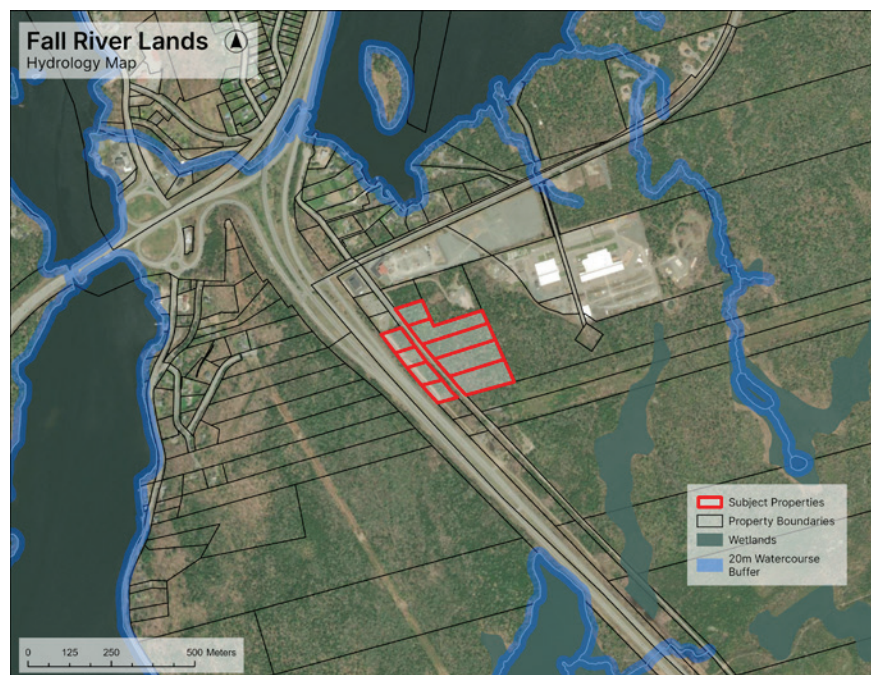 Fall River Lands
Hydrology Map
Subject Properties
Property Boundaries
Wetlands
20m Watercourse
Buffer
0 125 250 500 Meters